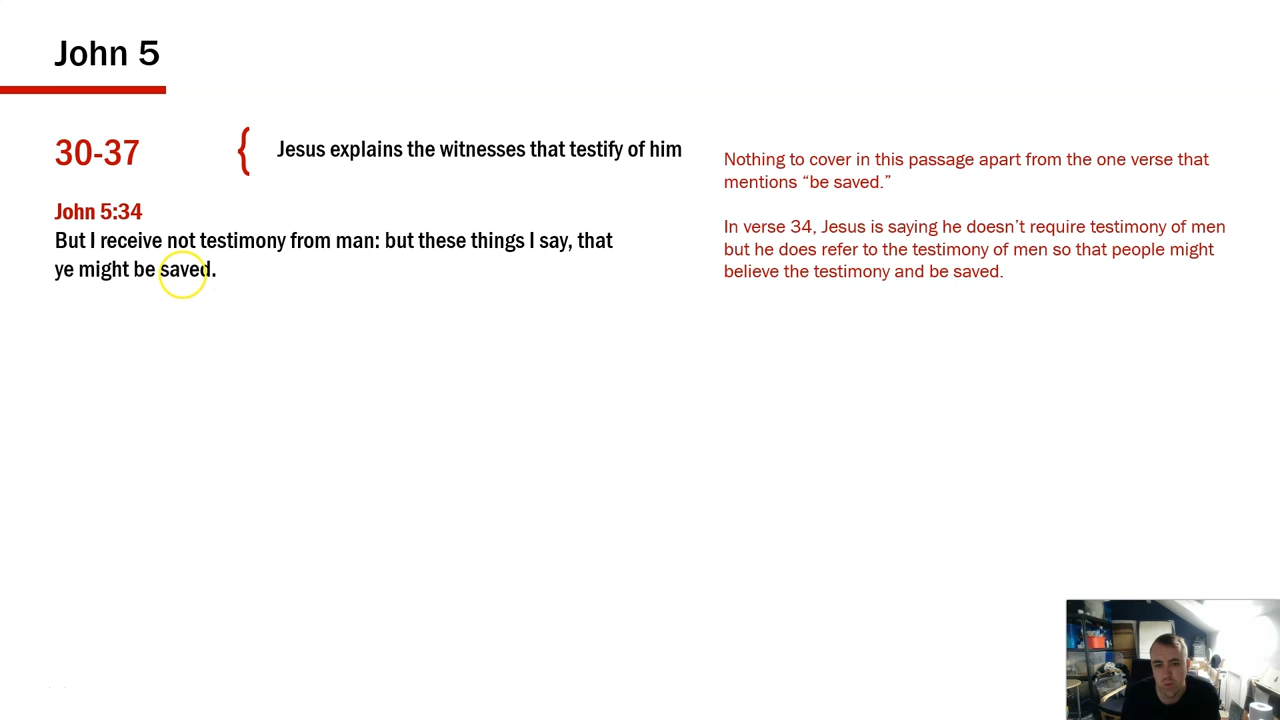 John 5
30-37
{
Jesus explains the witnesses that testify of him
John 5:34
But I receive not testimony from man: but these things I say, that
ye might be saved.
Nothing to cover in this passage apart from the one verse that
mentions “be saved.”
In verse 34, Jesus is saying he doesn’t require testimony of men
but he does refer to the testimony of men so that people might
believe the testimony and be saved.